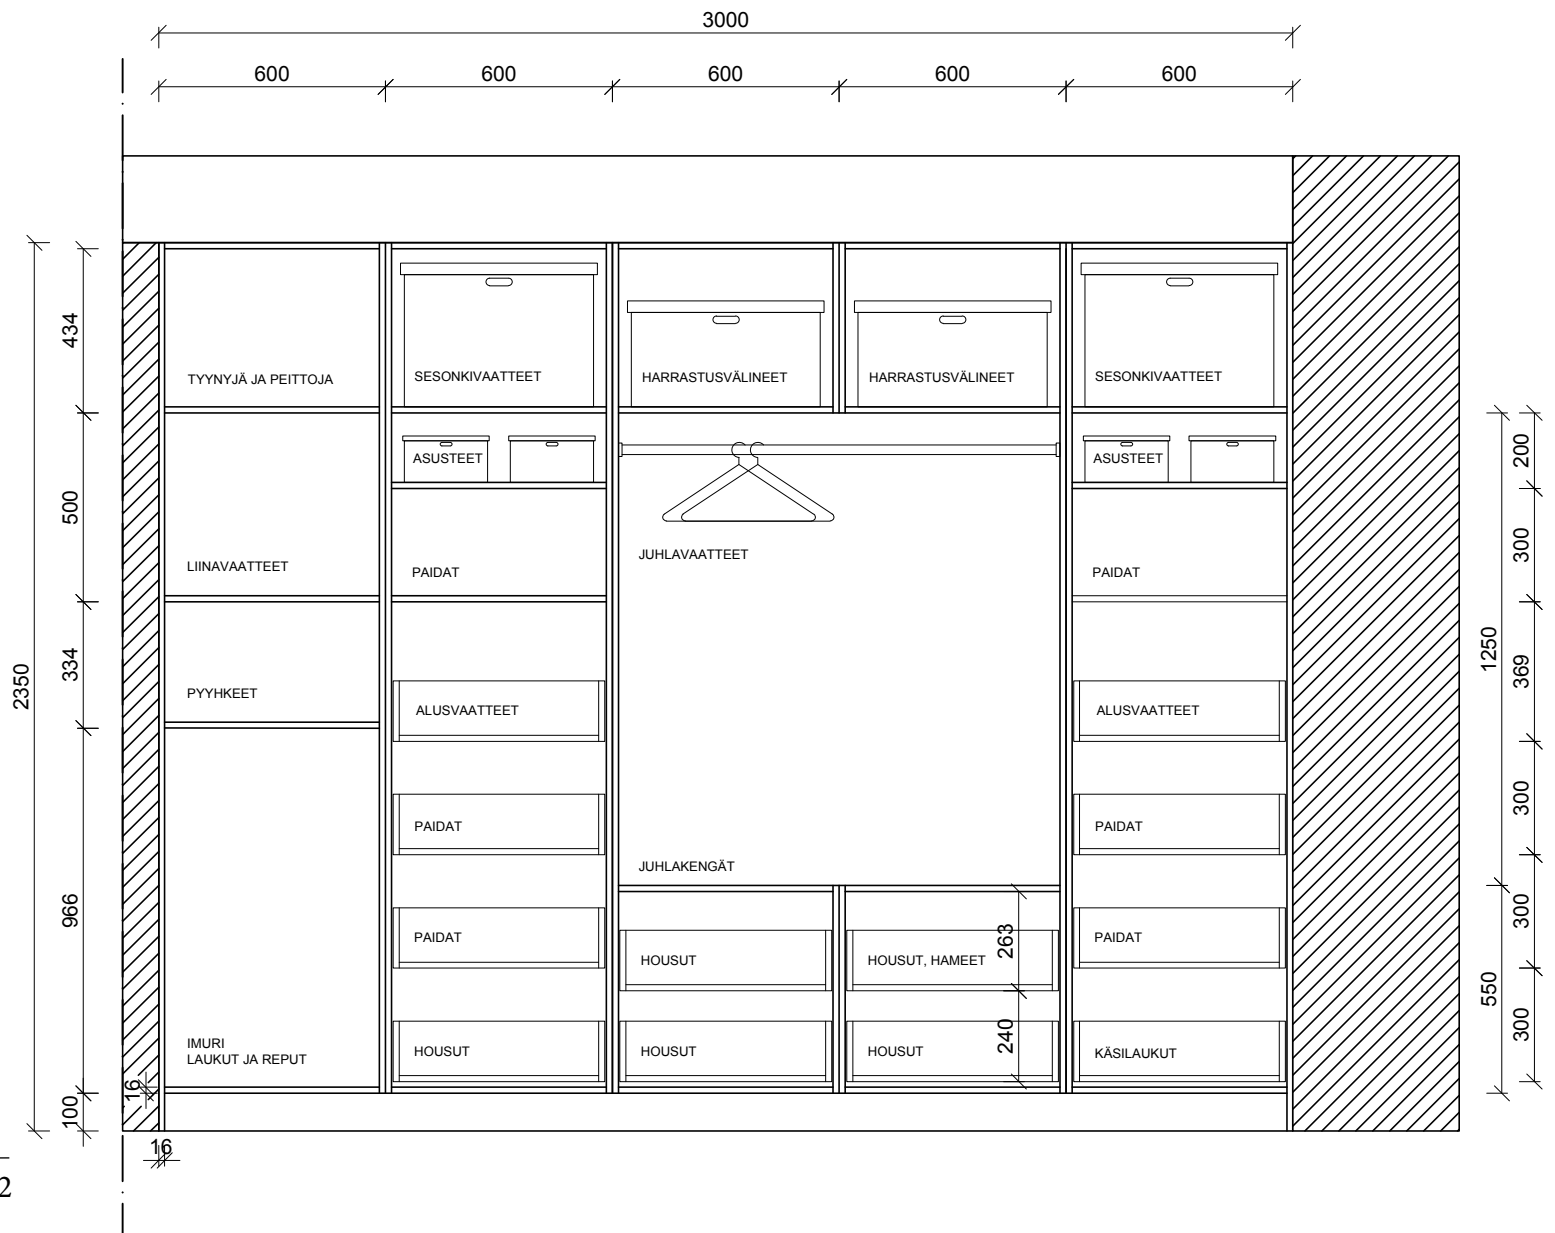 3000
600 600 600 600 600
434
500
334
966
100
2350
16
16
TYYNYJÄ JA PEITTOJA
LIINAVAATTEET
PYYHKEET
IMURI
LAUKUT JA REPUT
SESONKIVAATTEET
ASUSTEET
PAIDAT
ALUSVAATTEET
PAIDAT
PAIDAT
HOUSUT
HARRASTUSVÄLINEET
HARRASTUSVÄLINEET
JUHLAVAATTEET
JUHLAKENGÄT
HOUSUT
HOUSUT
HOUSUT, HAMEET
HOUSUT
263
240
SESONKIVAATTEET
ASUSTEET
PAIDAT
ALUSVAATTEET
PAIDAT
PAIDAT
KÄSILAUKUT
1250
550
200
300
369
300
300
300
2